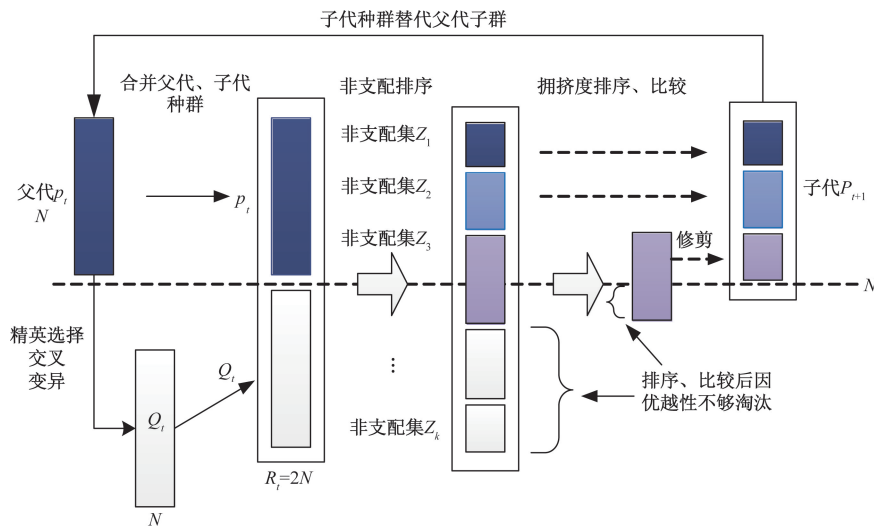 子代种群替代父代子群
合并父代、子代
种群
非支配排序
拥挤度排序、比较
非支配集Z₁
父代pₜ
N
pₜ
非支配集Z₂
子代Pₜ₊₁
非支配集Z₃
修剪
N
精英选择
交叉
变异
Qₜ
Qₜ
⋮
排序、比较后因
优越性不够淘汰
非支配集Zₖ
Rₜ=2N
N